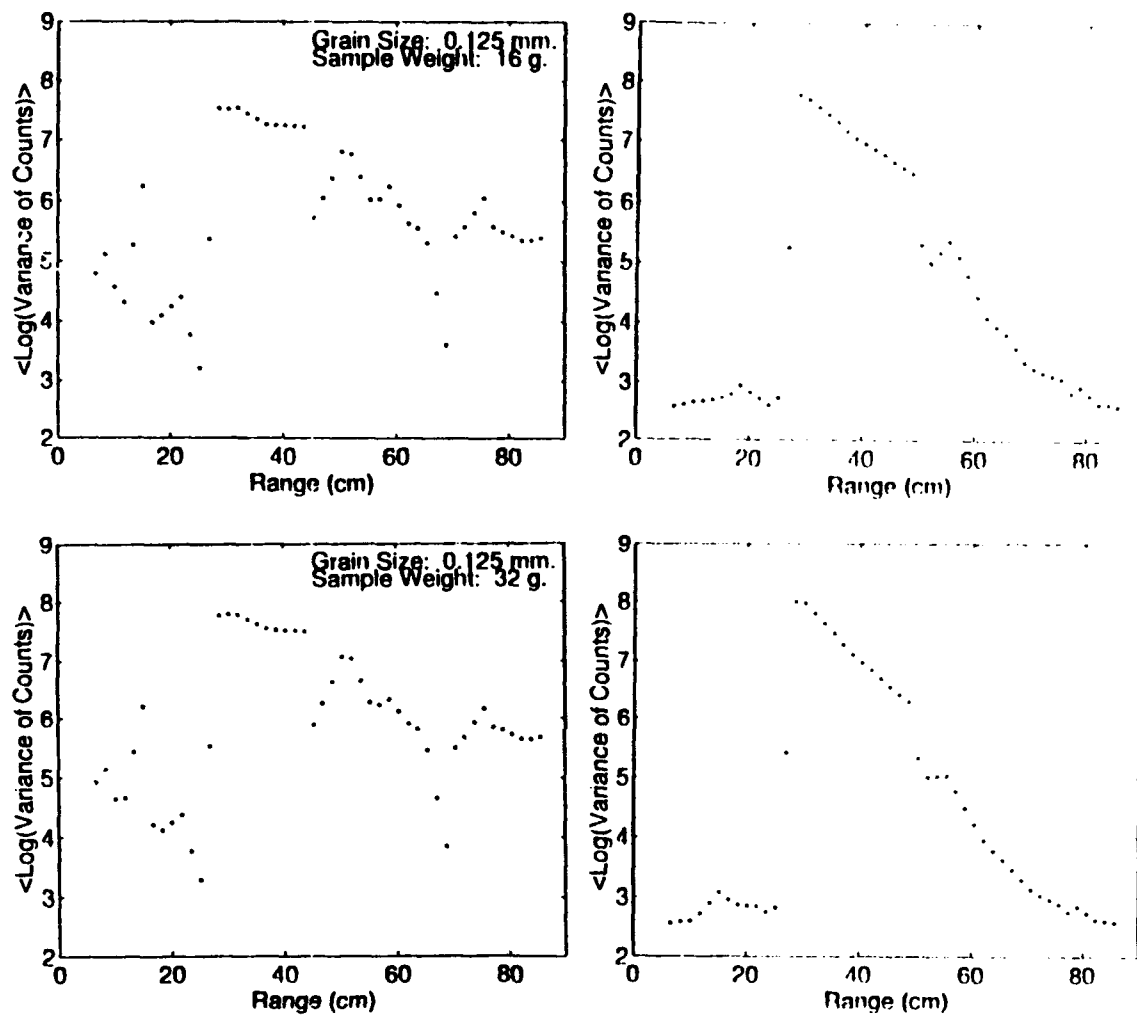 9
8
7
6
5
4
3
2
<Log(Variance of Counts)>
Grain Size: 0.125 mm.
Sample Weight: 16 g.
0 20 40 60 80
Range (cm)
9
8
7
6
5
4
3
2
<Log(Variance of Counts)>
0 20 40 60 80
Range (cm)
9
8
7
6
5
4
3
2
<Log(Variance of Counts)>
Grain Size: 0.125 mm.
Sample Weight: 32 g.
0 20 40 60 80
Range (cm)
9
8
7
6
5
4
3
2
<Log(Variance of Counts)>
0 20 40 60 80
Range (cm)